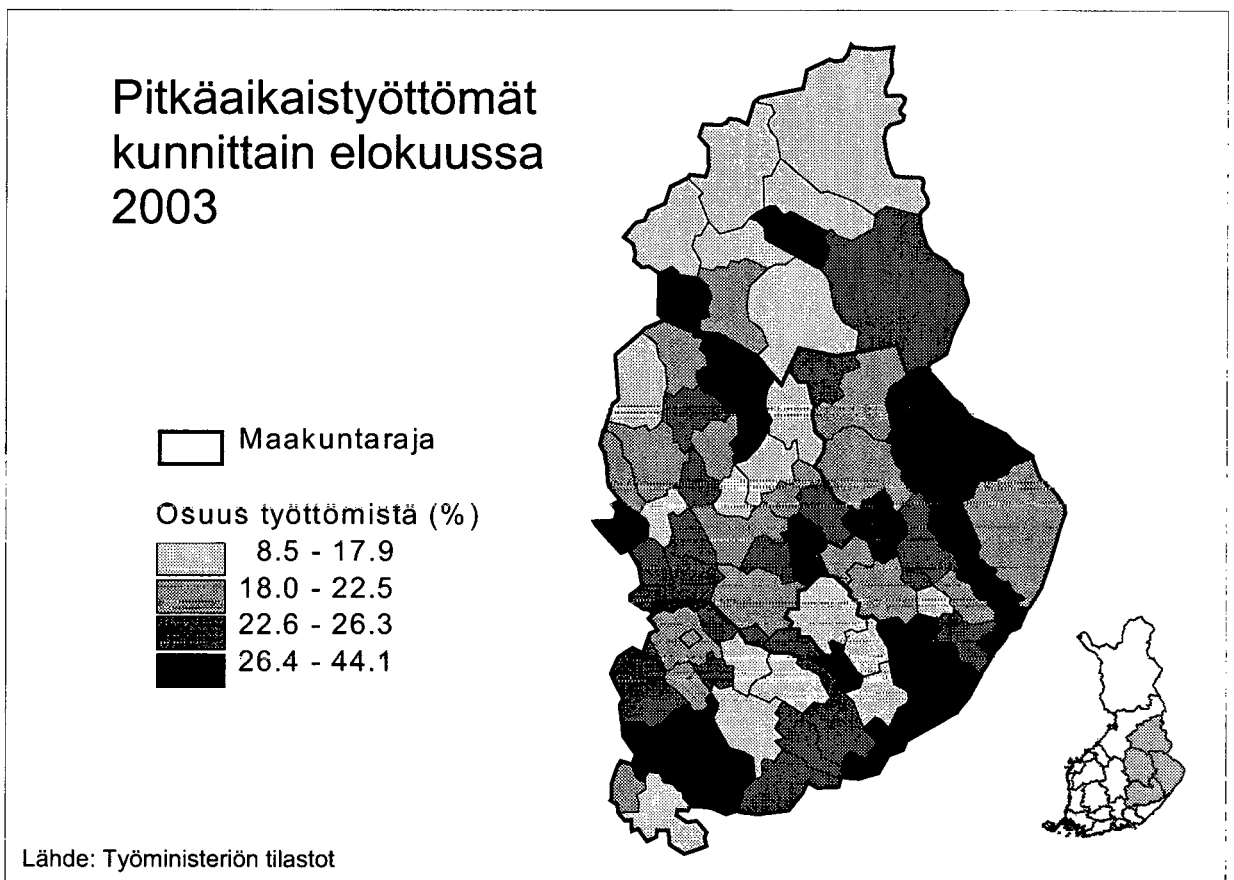 Pitkäaikaistyöttömät
kunnittain elokuussa
2003
Maakuntaraja
Osuus työttömistä (%)
8.5 - 17.9
18.0 - 22.5
22.6 - 26.3
26.4 - 44.1
Lähde: Työministeriön tilastot